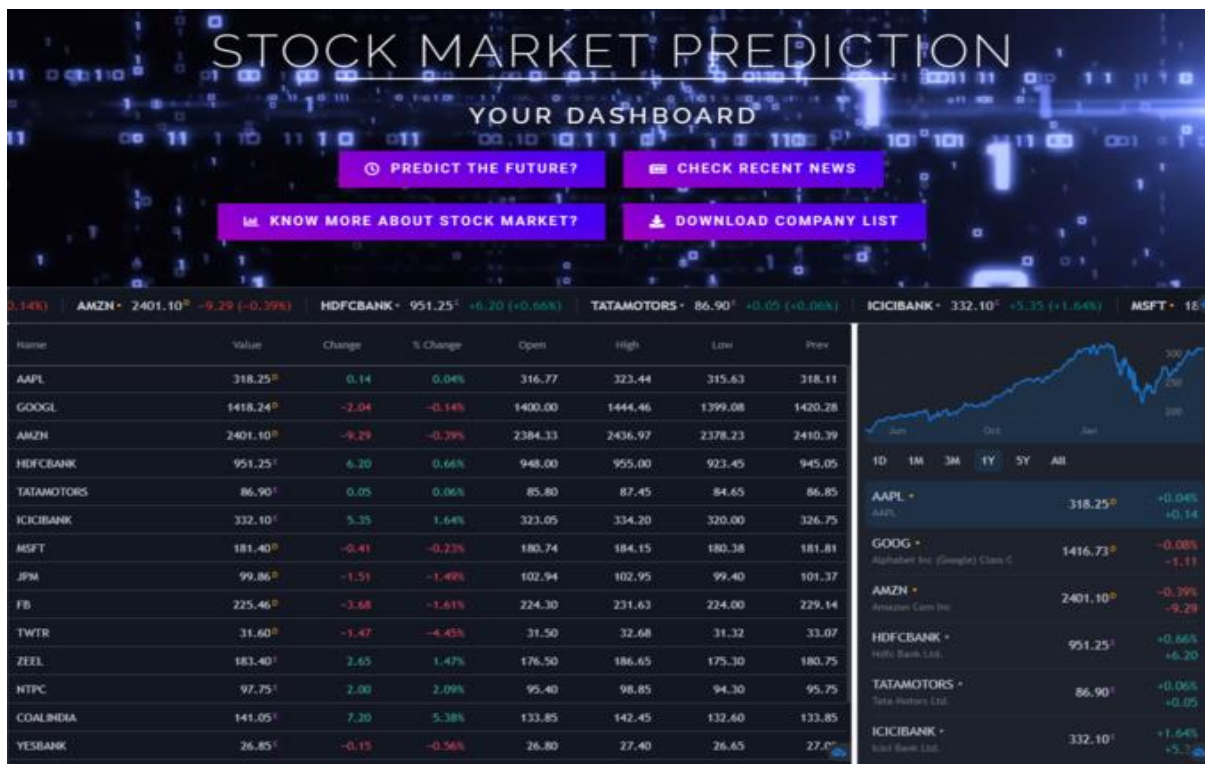 STOCK MARKET PREDICTION
YOUR DASHBOARD
PREDICT THE FUTURE?
CHECK RECENT NEWS
KNOW MORE ABOUT STOCK MARKET?
DOWNLOAD COMPANY LIST
0.14%) AMZN 2401.10 D -9.29 (-0.39%) HDFCBANK 951.25 E +6.20 (+0.66%) TATAMOTORS 86.90 E +0.05 (+0.06%) ICICIBANK 332.10 E +5.35 (+1.64%) MSFT 18
Name Value Change % Change Open High Low Prev
AAPL 318.25 D 0.14 0.04% 316.77 323.44 315.63 318.11
GOOGL 1418.24 D -2.04 -0.14% 1400.00 1444.46 1399.08 1420.28
AMZN 2401.10 D -9.29 -0.39% 2384.33 2436.97 2378.23 2410.39
HDFCBANK 951.25 E 6.20 0.66% 948.00 955.00 923.45 945.05
TATAMOTORS 86.90 E 0.05 0.06% 85.80 87.45 84.65 86.85
ICICIBANK 332.10 E 5.35 1.64% 323.05 334.20 320.00 326.75
MSFT 181.40 D -0.41 -0.23% 180.74 184.15 180.38 181.81
JPM 99.86 D -1.51 -1.49% 102.94 102.95 99.40 101.37
FB 225.46 D -3.68 -1.61% 224.30 231.63 224.00 229.14
TWTR 31.60 D -1.47 -4.45% 31.50 32.68 31.32 33.07
ZEEL 183.40 E 2.65 1.47% 176.50 186.65 175.30 180.75
NTPC 97.75 E 2.00 2.09% 95.40 98.85 94.30 95.75
COALINDIA 141.05 E 7.20 5.38% 133.85 142.45 132.60 133.85
YESBANK 26.85 E -0.15 -0.56% 26.80 27.40 26.65
300
250
200
Jun Oct Jan
1D 1M 3M 1Y 5Y All
AAPL 318.25 D +0.04%
AAPL +0.14
GOOG 1416.73 D -0.08%
Alphabet Inc (Google) Class C -1.11
AMZN 2401.10 D -0.39%
Amazon Com Inc -9.29
HDFCBANK 951.25 E +0.66%
Hdfc Bank Ltd. +6.20
TATAMOTORS 86.90 E +0.06%
Tata Motors Ltd. +0.05
ICICIBANK 332.10 E +1.64%
Icici Bank Ltd.